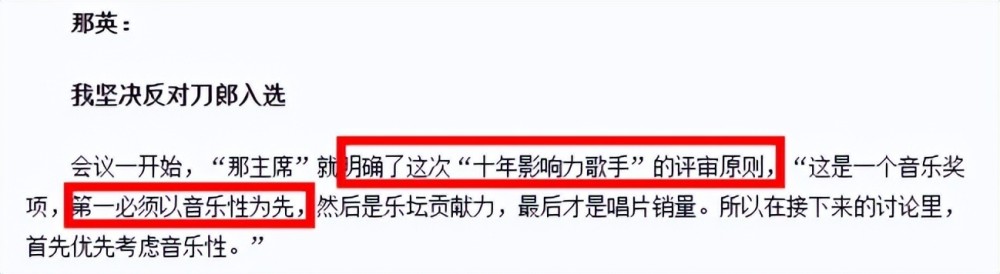 那英：
我坚决反对刀郎入选
会议一开始，“那主席”就明确了这次“十年影响力歌手”的评审原则，“这是一个音乐奖
项，第一必须以音乐性为先，然后是乐坛贡献力，最后才是唱片销量。所以在接下来的讨论里，
首先优先考虑音乐性。”